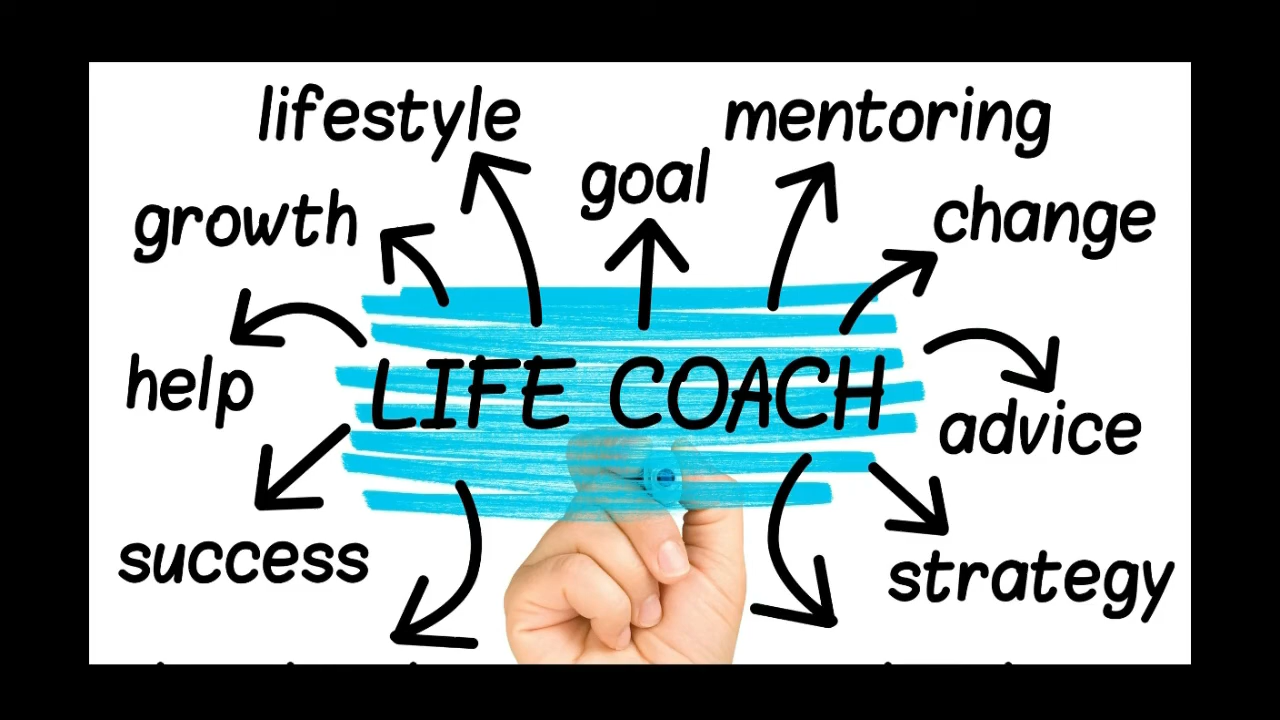 lifestyle
mentoring
goal
growth
change
help
LIFE COACH
advice
success
strategy